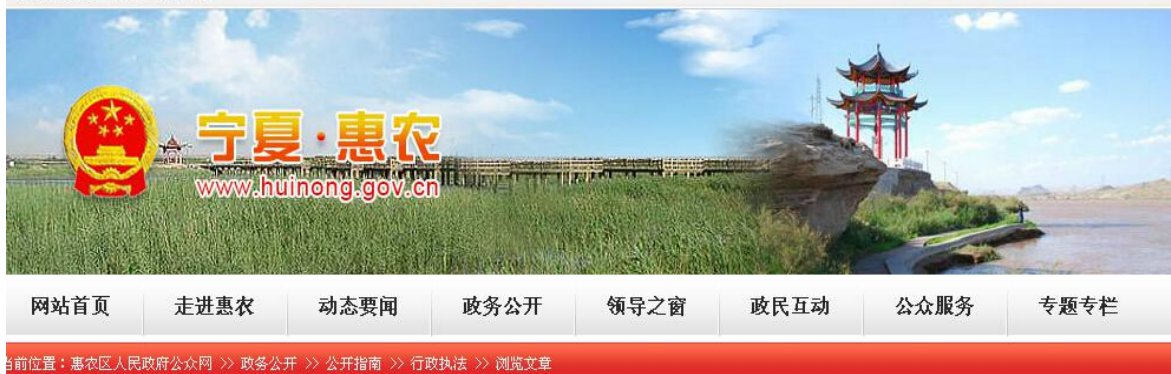 宁夏·惠农
www.huinong.gov.cn
网站首页 走进惠农 动态要闻 政务公开 领导之窗 政民互动 公众服务 专题专栏
当前位置：惠农区人民政府公众网 >> 政务公开 >> 公开指南 >> 行政执法 >> 浏览文章